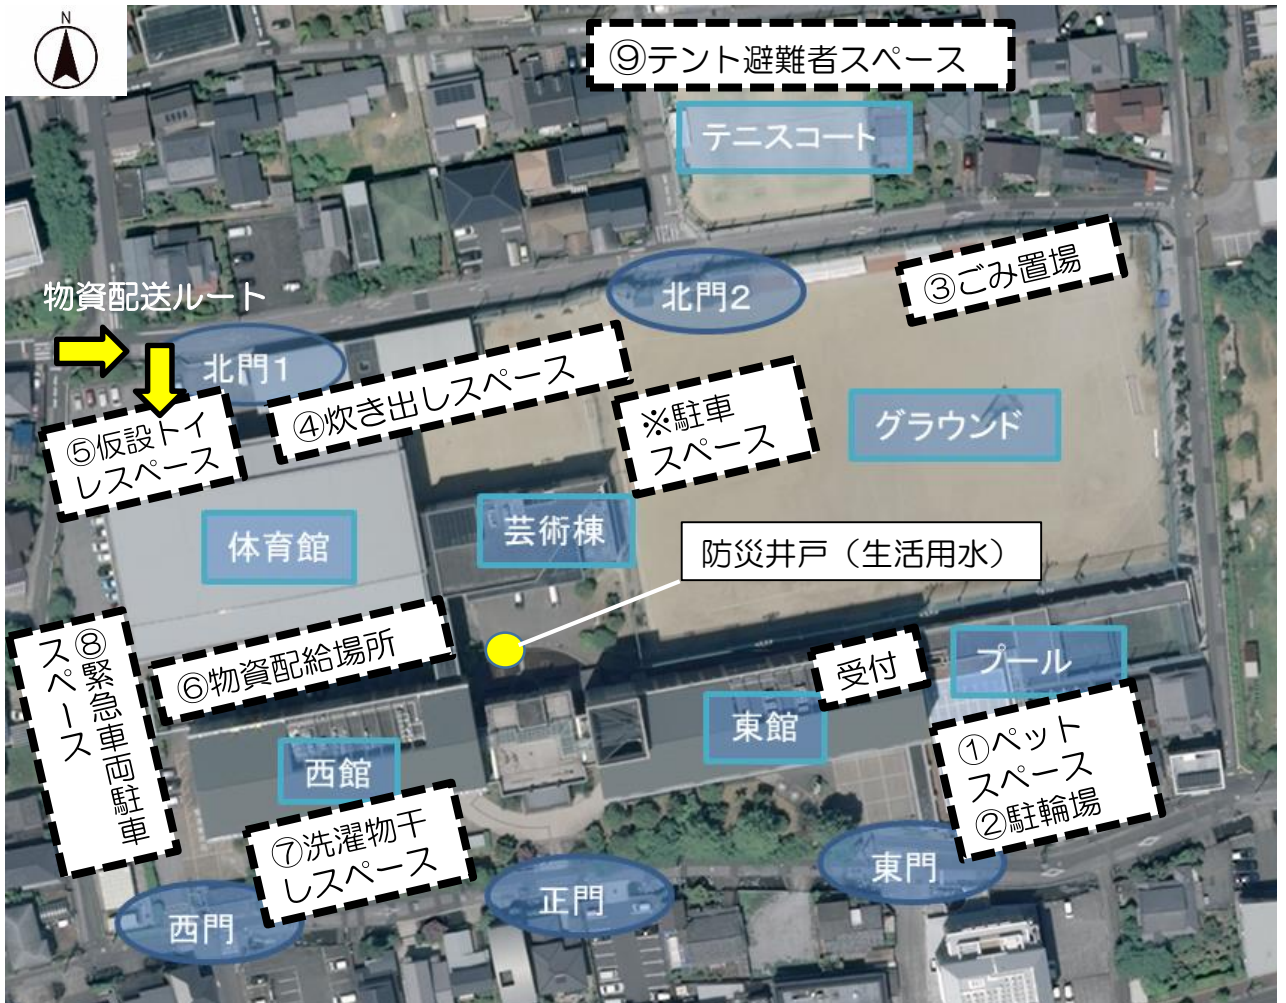 N
⑨テント避難者スペース
テニスコート
③ごみ置場
北門2
物資配送ルート
北門1
④炊き出しスペース
※駐車
スペース
グラウンド
⑤仮設トイ
レスペース
体育館
芸術棟
防災井戸（生活用水）
⑧緊急車両駐車
スペース
⑥物資配給場所
受付
プール
東館
西館
①ペット
スペース
②駐輪場
⑦洗濯物干
しスペース
東門
正門
西門